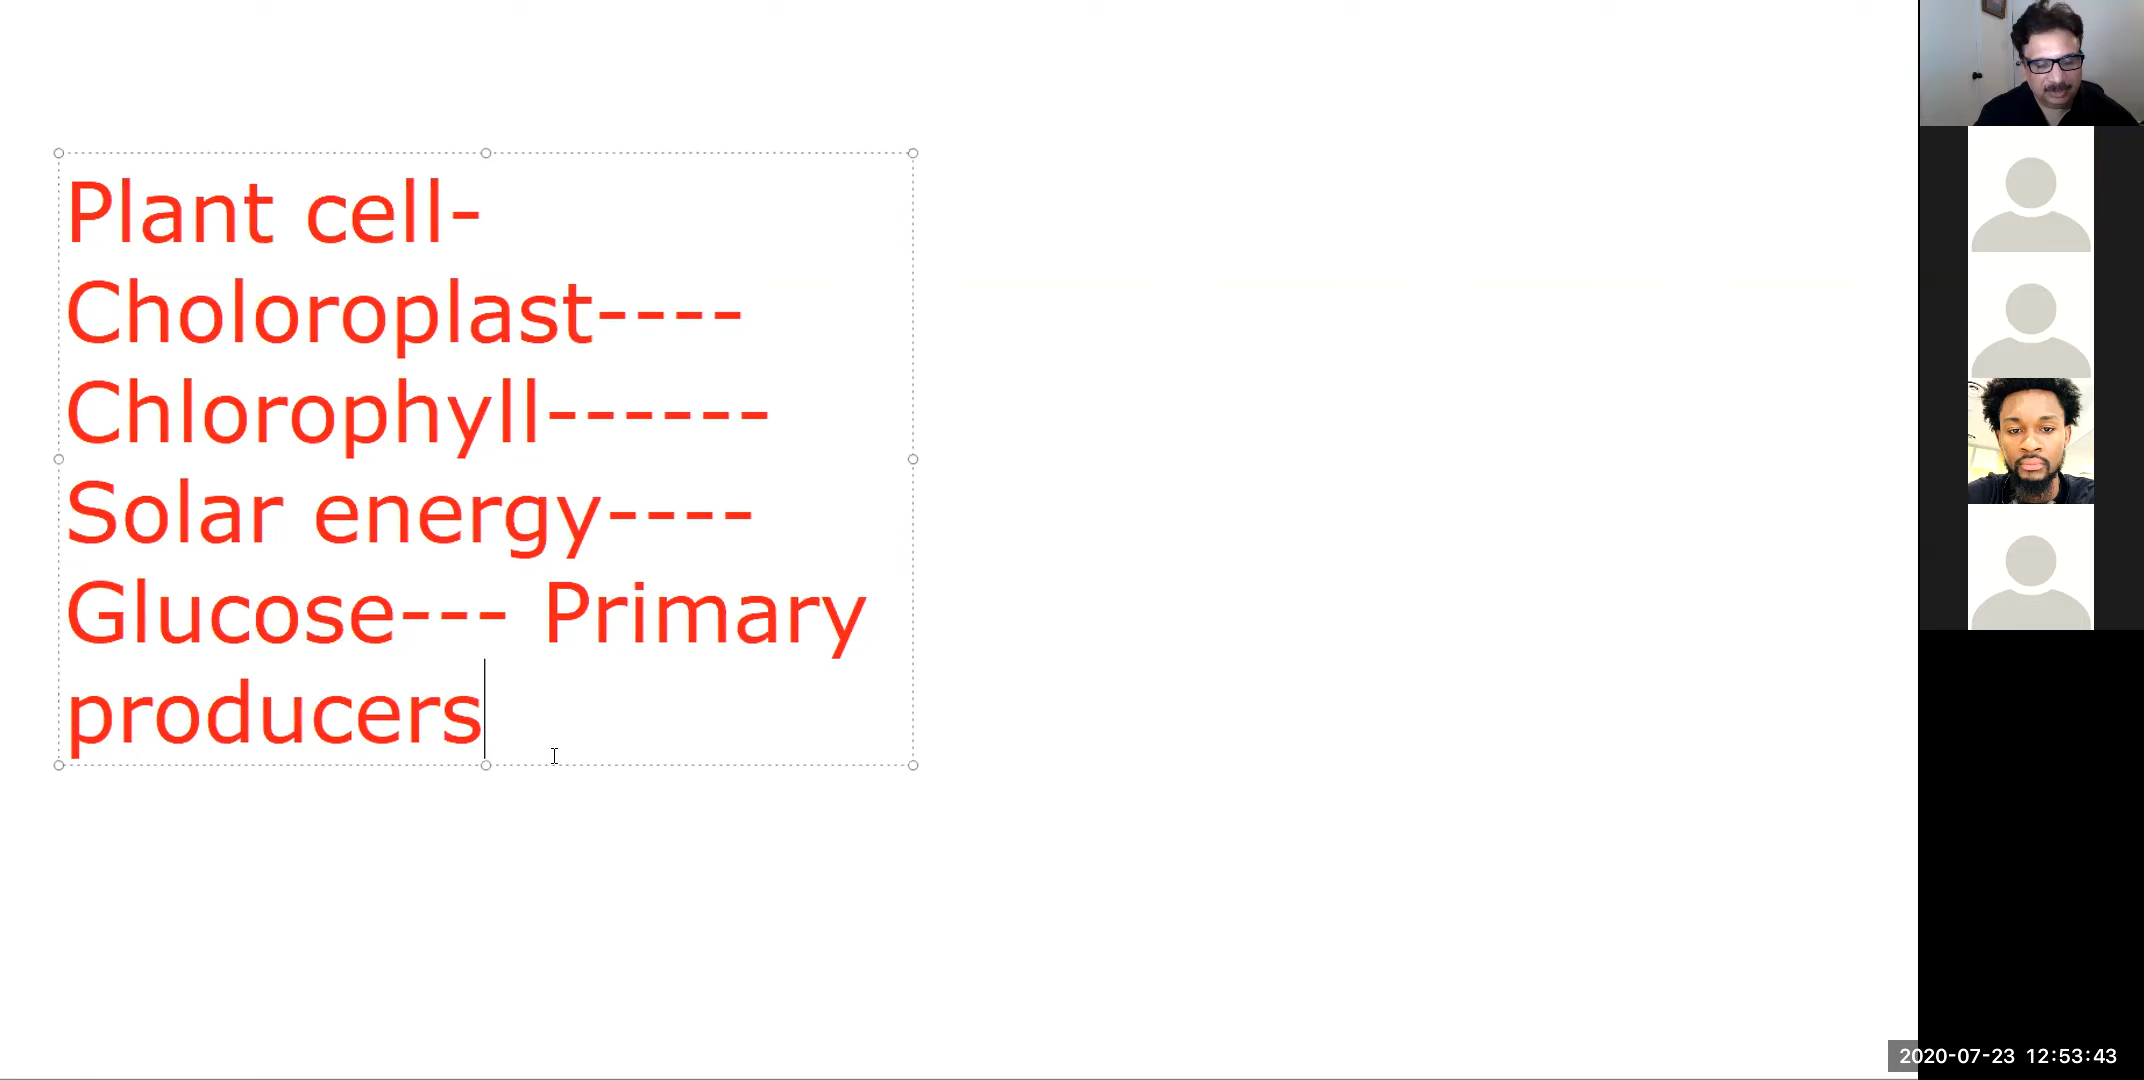 Plant cell-
Choloroplast----
Chlorophyll------
Solar energy----
Glucose--- Primary
producers
2020-07-23 12:53:43